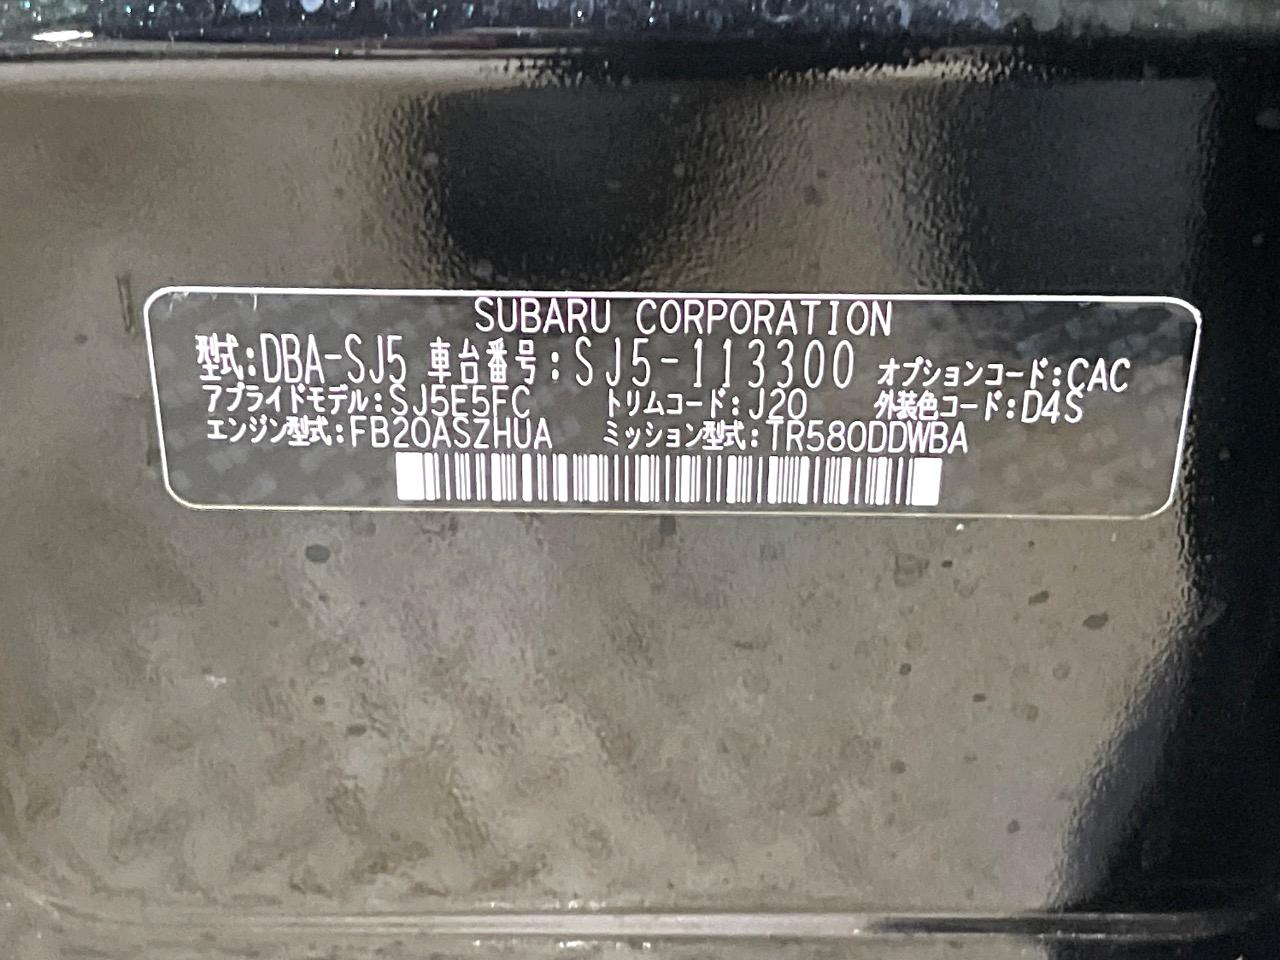 SUBARU CORPORATION
型式:DBA-SJ5 車台番号:SJ5-113300 オプションコード:CAC
アプライドモデル:SJ5E5FC トリムコード:J20 外装色コード:D4S
エンジン型式:FB20ASZHUA ミッション型式:TR580DDWBA